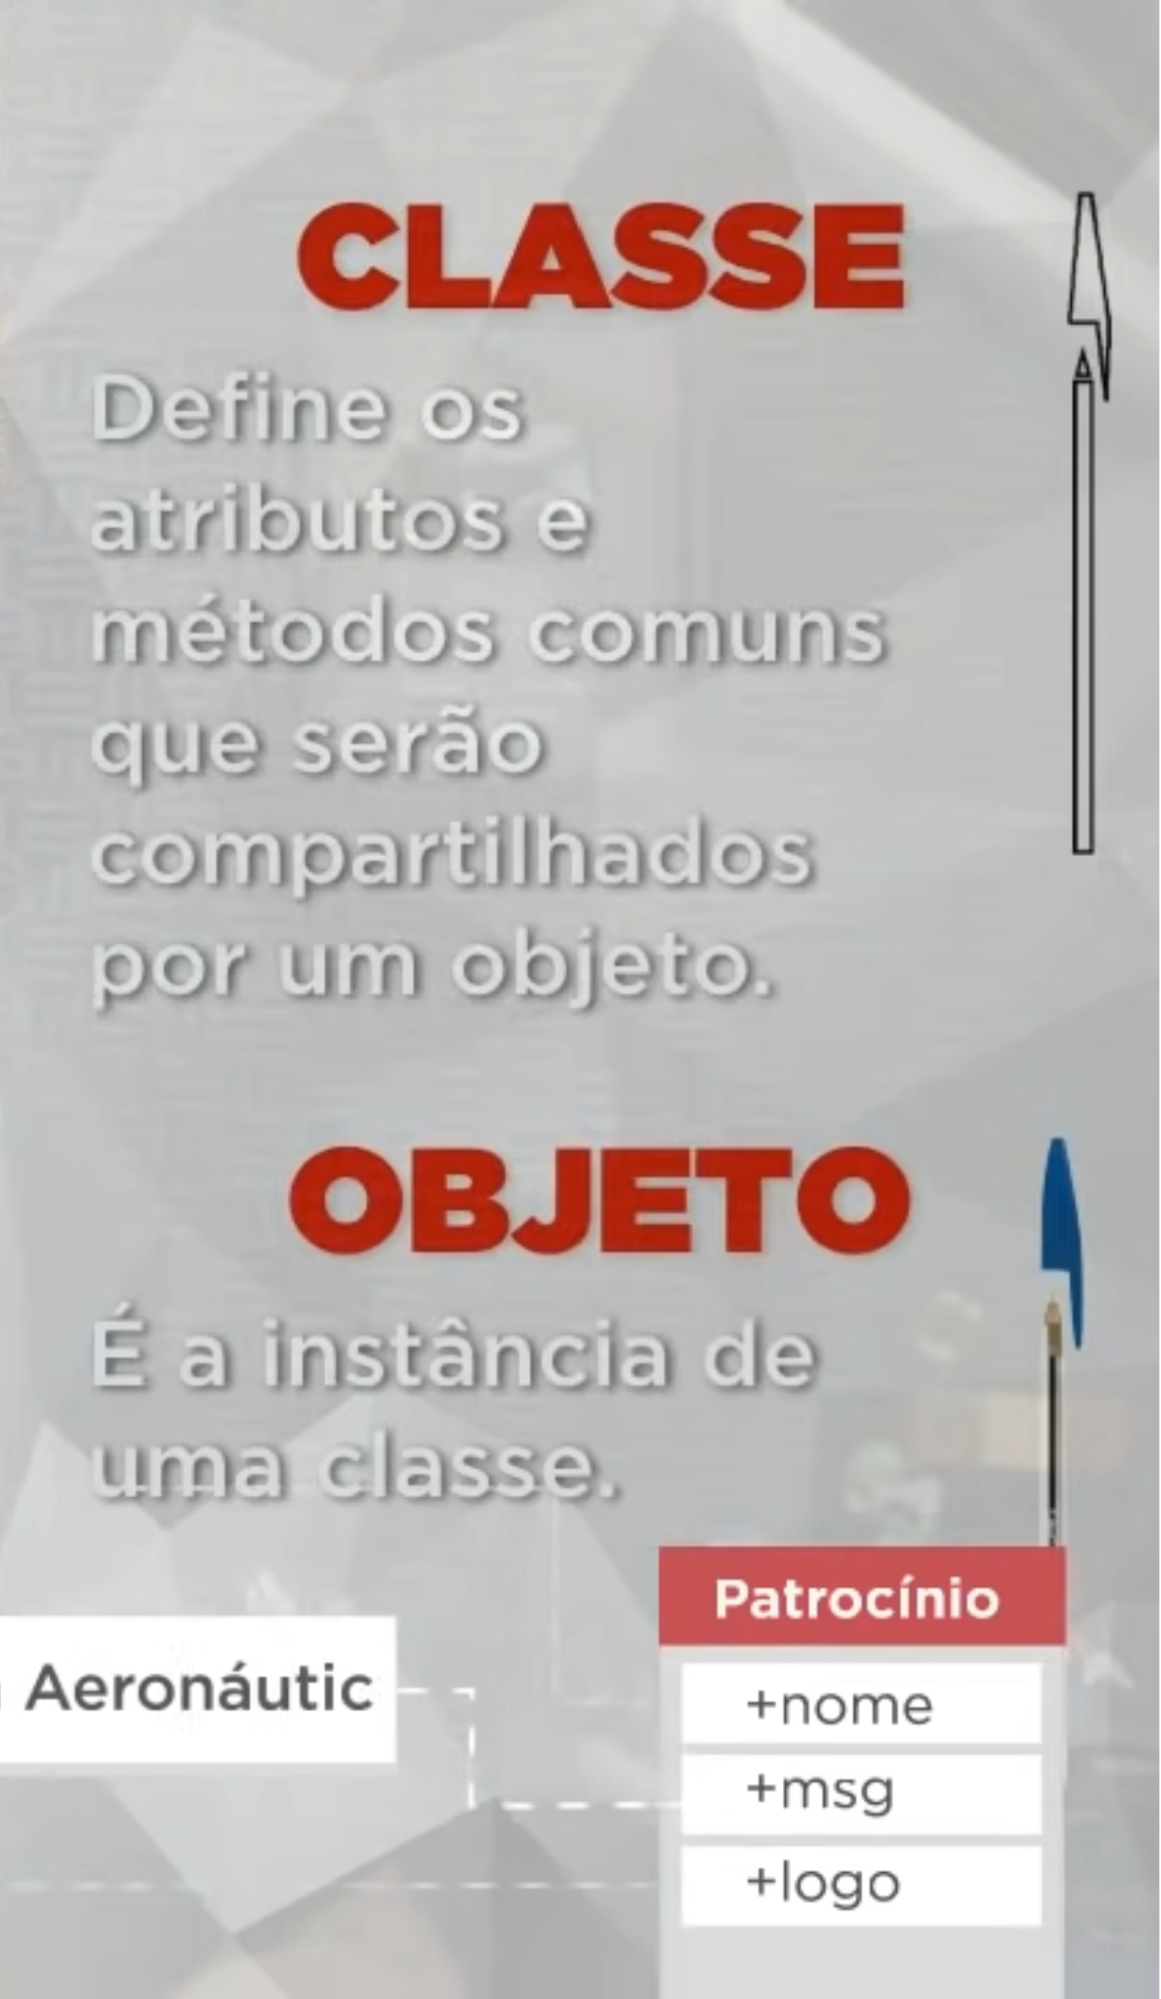 CLASSE
Define os
atributos e
métodos comuns
que serão
compartilhados
por um objeto.
OBJETO
É a instância de
uma classe.
Patrocínio
Aeronáutic
+nome
+msg
+logo